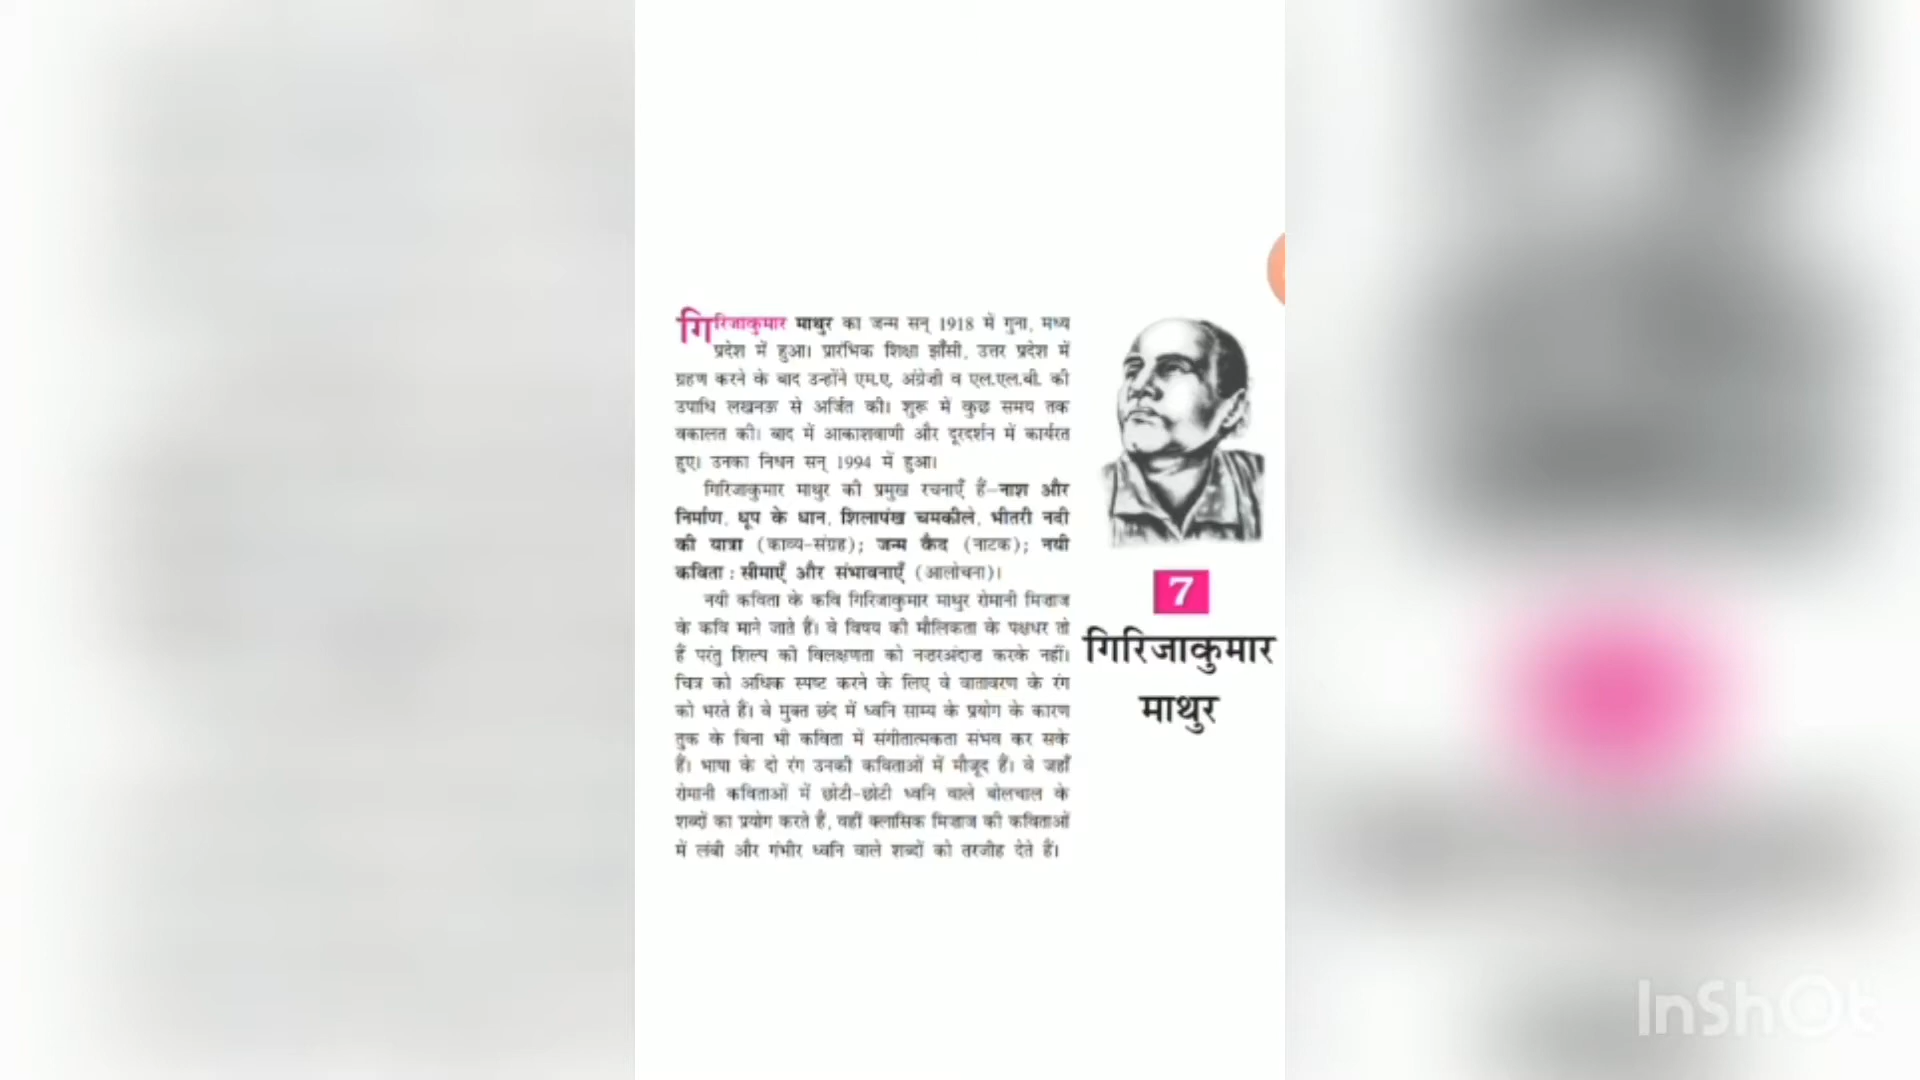 गिरिजाकुमार माथुर का जन्म सन् 1918 में गुना, मध्य
प्रदेश में हुआ। प्रारंभिक शिक्षा झाँसी, उत्तर प्रदेश में
ग्रहण करने के बाद उन्होंने एम.ए. अंग्रेज़ी व एल.एल.बी. की
उपाधि लखनऊ से अर्जित की। शुरू में कुछ समय तक
वकालत की। बाद में आकाशवाणी और दूरदर्शन में कार्यरत
हुए। उनका निधन सन् 1994 में हुआ।
गिरिजाकुमार माथुर की प्रमुख रचनाएँ हैं–नाश और
निर्माण, धूप के धान, शिलापंख चमकीले, भीतरी नदी
की यात्रा (काव्य-संग्रह); जन्म कैद (नाटक); नयी
कविता : सीमाएँ और संभावनाएँ (आलोचना)।
नयी कविता के कवि गिरिजाकुमार माथुर रोमानी मिज़ाज
के कवि माने जाते हैं। वे विषय की मौलिकता के पक्षधर तो
हैं परंतु शिल्प की विलक्षणता को नज़रअंदाज़ करके नहीं।
चित्र को अधिक स्पष्ट करने के लिए वे वातावरण के रंग
को भरते हैं। वे मुक्त छंद में ध्वनि साम्य के प्रयोग के कारण
तुक के बिना भी कविता में संगीतात्मकता संभव कर सके
हैं। भाषा के दो रंग उनकी कविताओं में मौजूद हैं। वे जहाँ
रोमानी कविताओं में छोटी-छोटी ध्वनि वाले बोलचाल के
शब्दों का प्रयोग करते हैं, वहीं क्लासिक मिज़ाज की कविताओं
में लंबी और गंभीर ध्वनि वाले शब्दों को तरजीह देते हैं।
7
गिरिजाकुमार
माथुर
InShOt